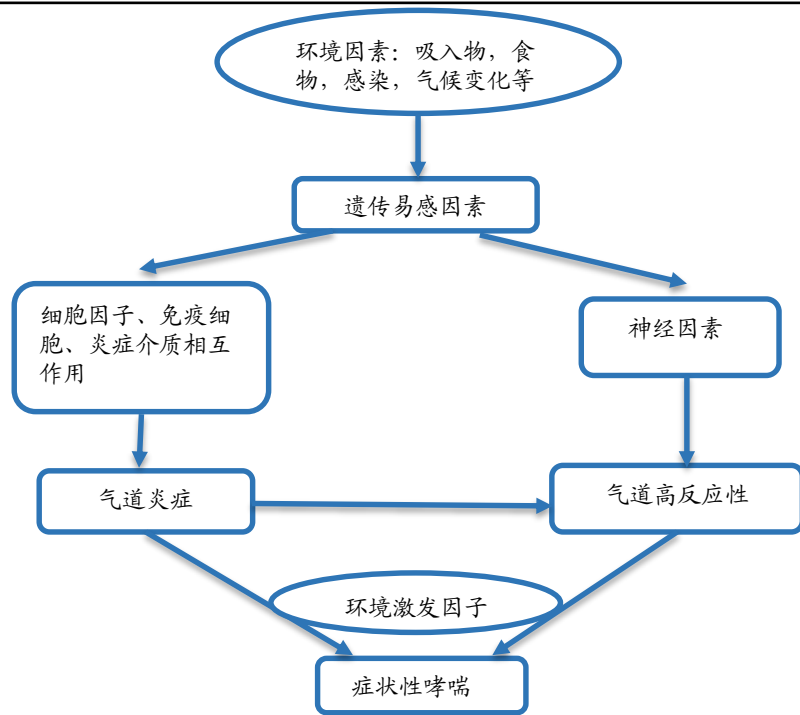 环境因素：吸入物，食
物，感染，气候变化等
遗传易感因素
细胞因子、免疫细
胞、炎症介质相互
作用
神经因素
气道炎症
气道高反应性
环境激发因子
症状性哮喘